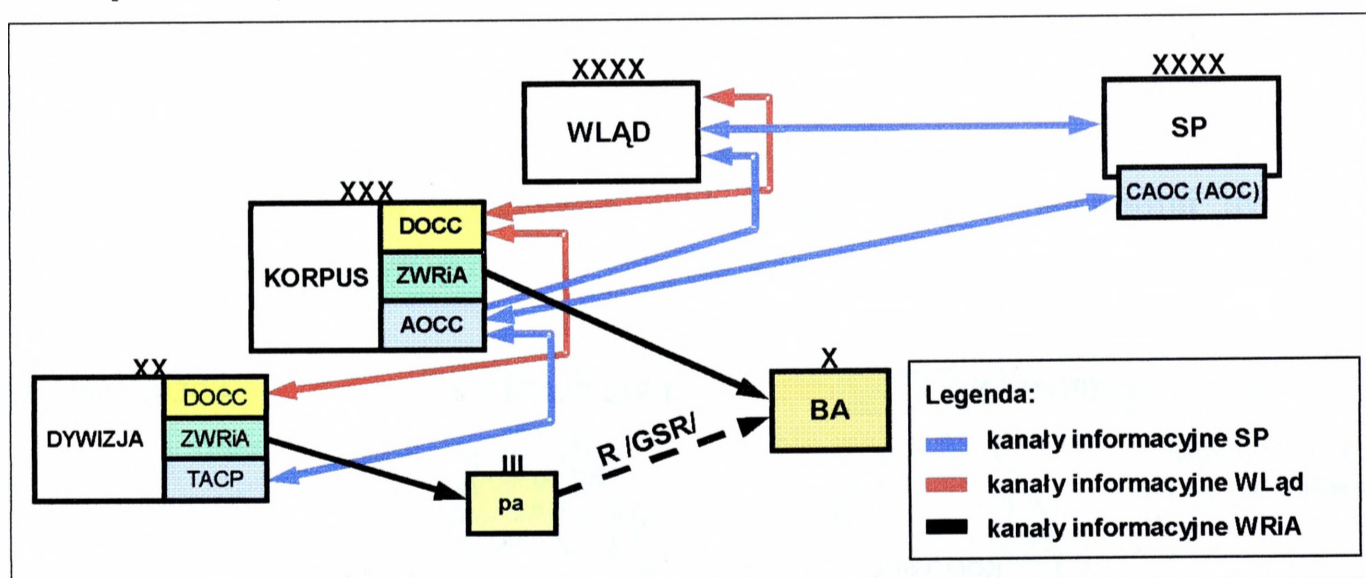 XXXX
WLĄD
XXXX
SP
CAOC (AOC)
XXX
KORPUS
DOCC
ZWRiA
AOCC
XX
DYWIZJA
DOCC
ZWRiA
TACP
III
pa
R /GSR/
X
BA
Legenda:
kanały informacyjne SP
kanały informacyjne WLąd
kanały informacyjne WRiA